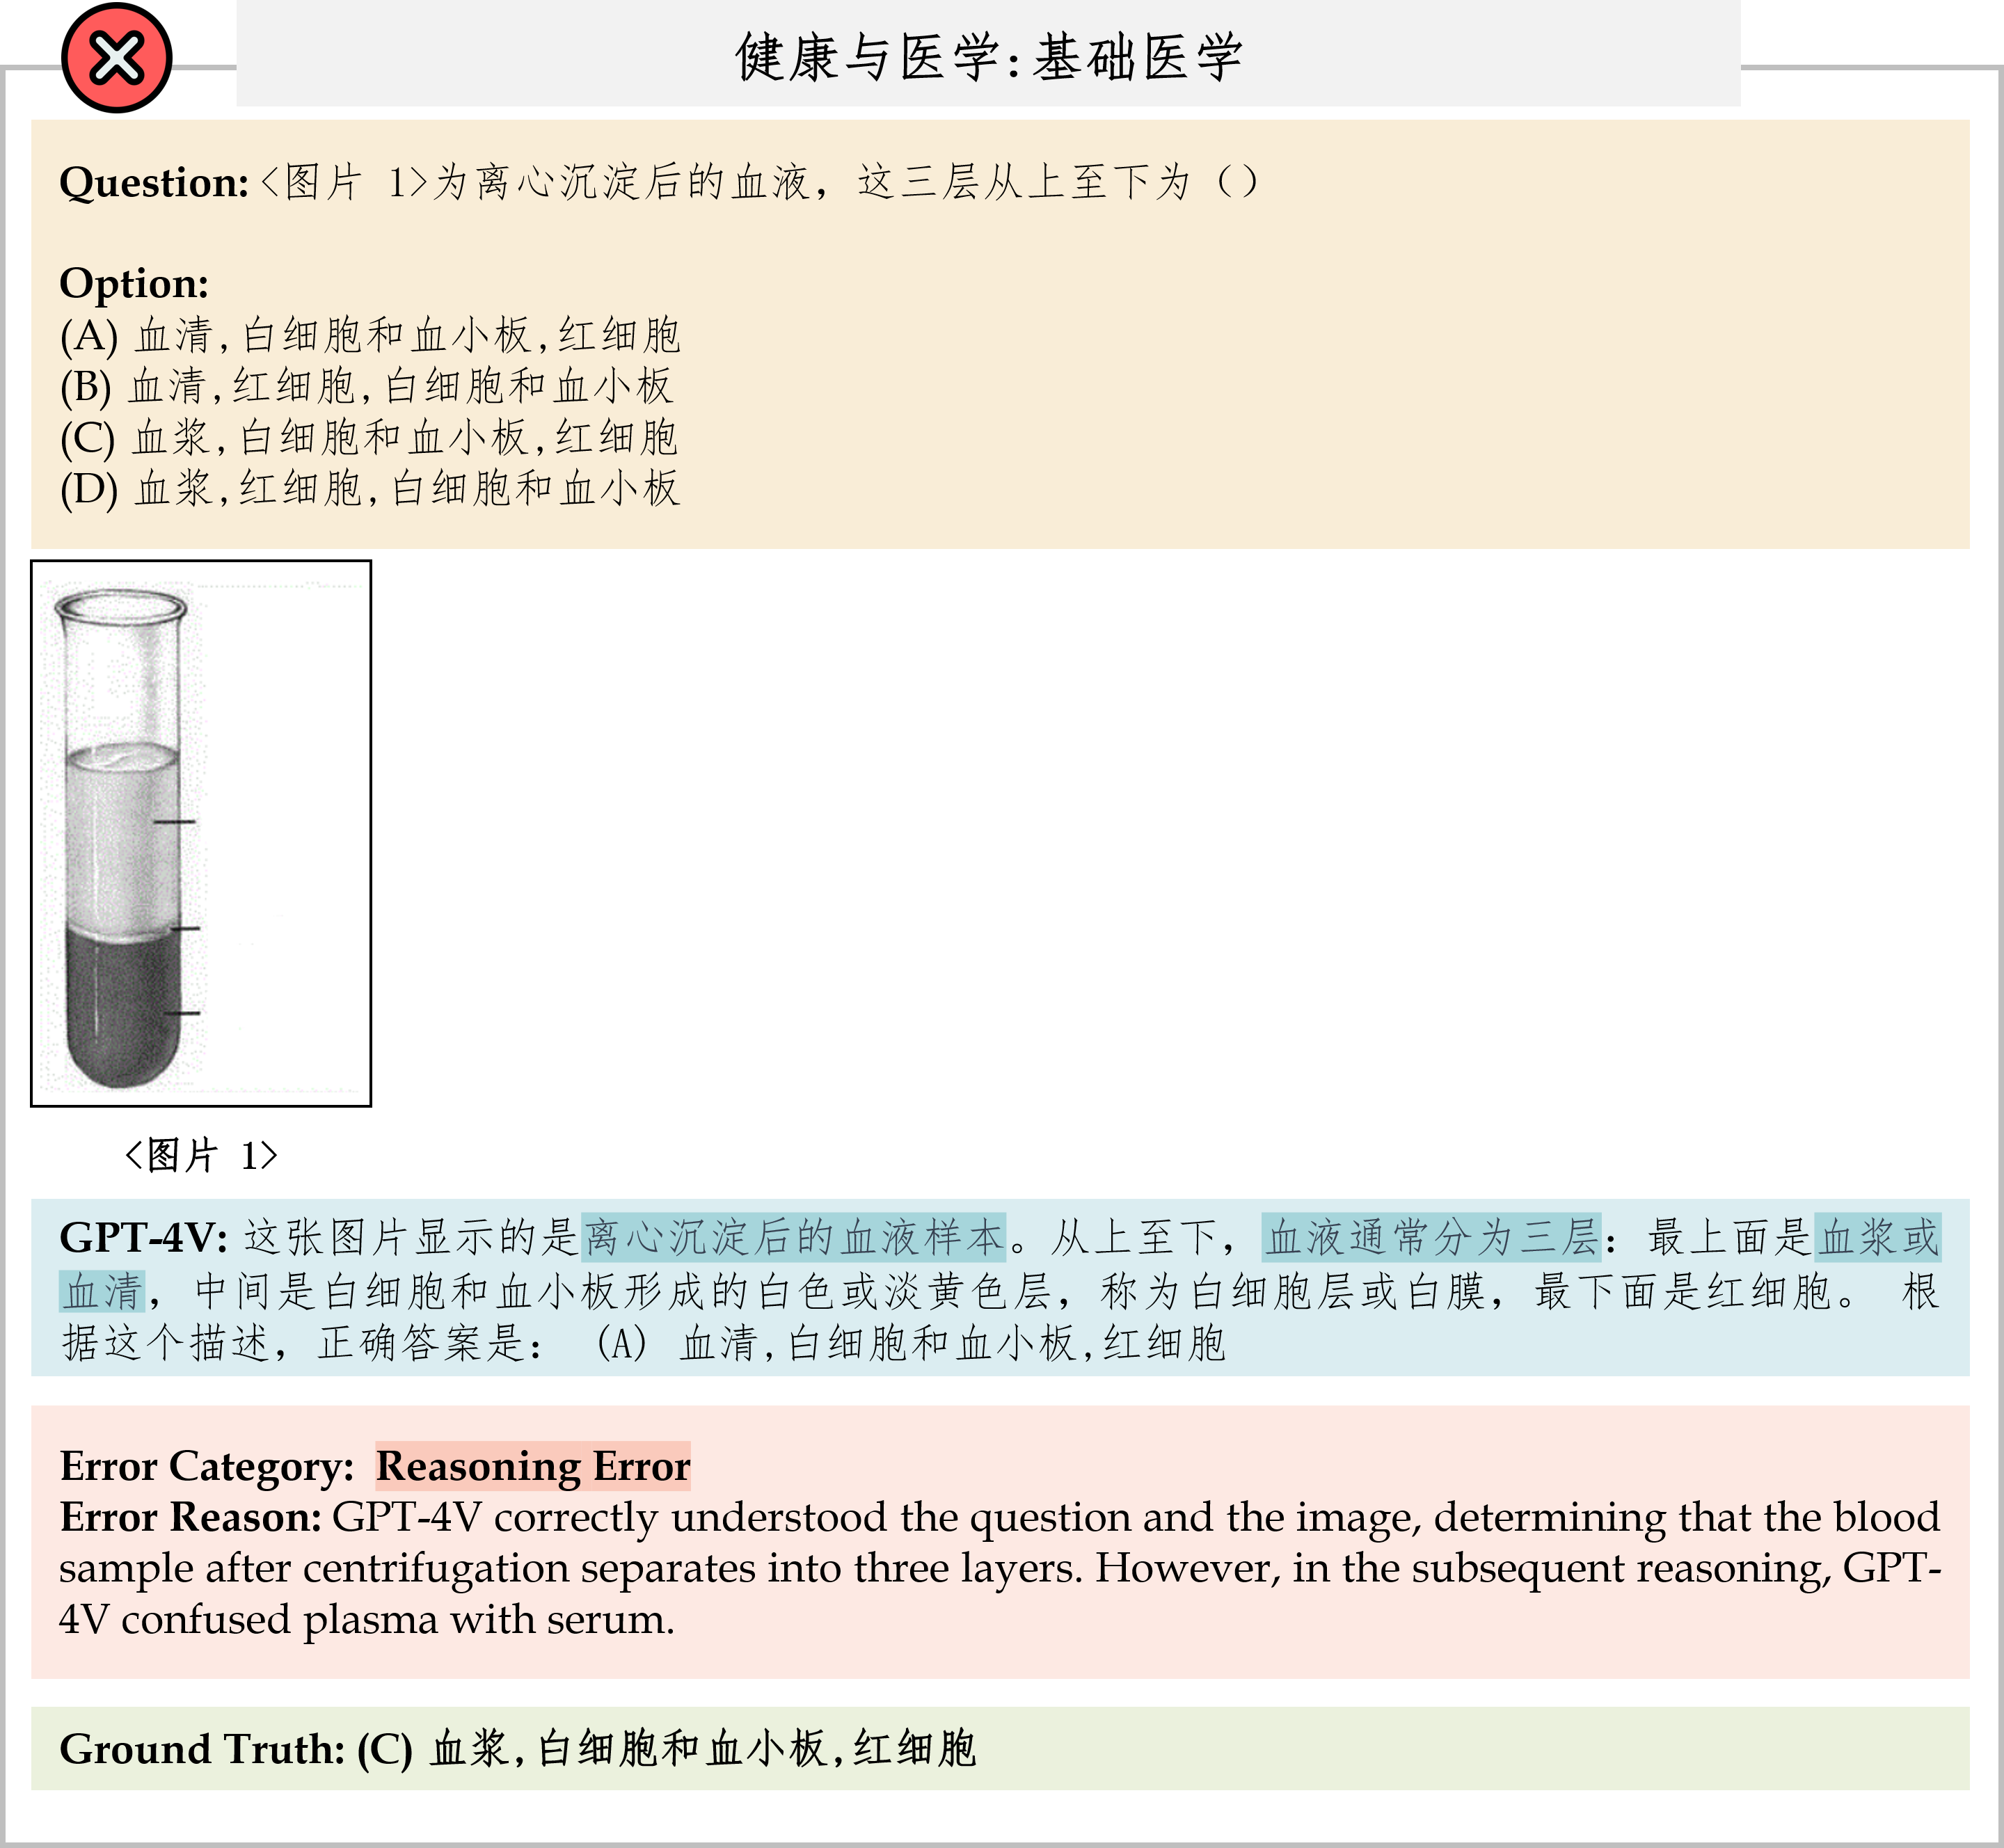 健康与医学:基础医学
Question: <图片 1>为离心沉淀后的血液，这三层从上至下为（）
Option:
(A) 血清,白细胞和血小板,红细胞
(B) 血清,红细胞,白细胞和血小板
(C) 血浆,白细胞和血小板,红细胞
(D) 血浆,红细胞,白细胞和血小板
<图片 1>
GPT-4V: 这张图片显示的是离心沉淀后的血液样本。从上至下，血液通常分为三层：最上面是血浆或
血清，中间是白细胞和血小板形成的白色或淡黄色层，称为白细胞层或白膜，最下面是红细胞。 根
据这个描述，正确答案是： (A) 血清,白细胞和血小板,红细胞
Error Category: Reasoning Error
Error Reason: GPT-4V correctly understood the question and the image, determining that the blood
sample after centrifugation separates into three layers. However, in the subsequent reasoning, GPT-
4V confused plasma with serum.
Ground Truth: (C) 血浆,白细胞和血小板,红细胞